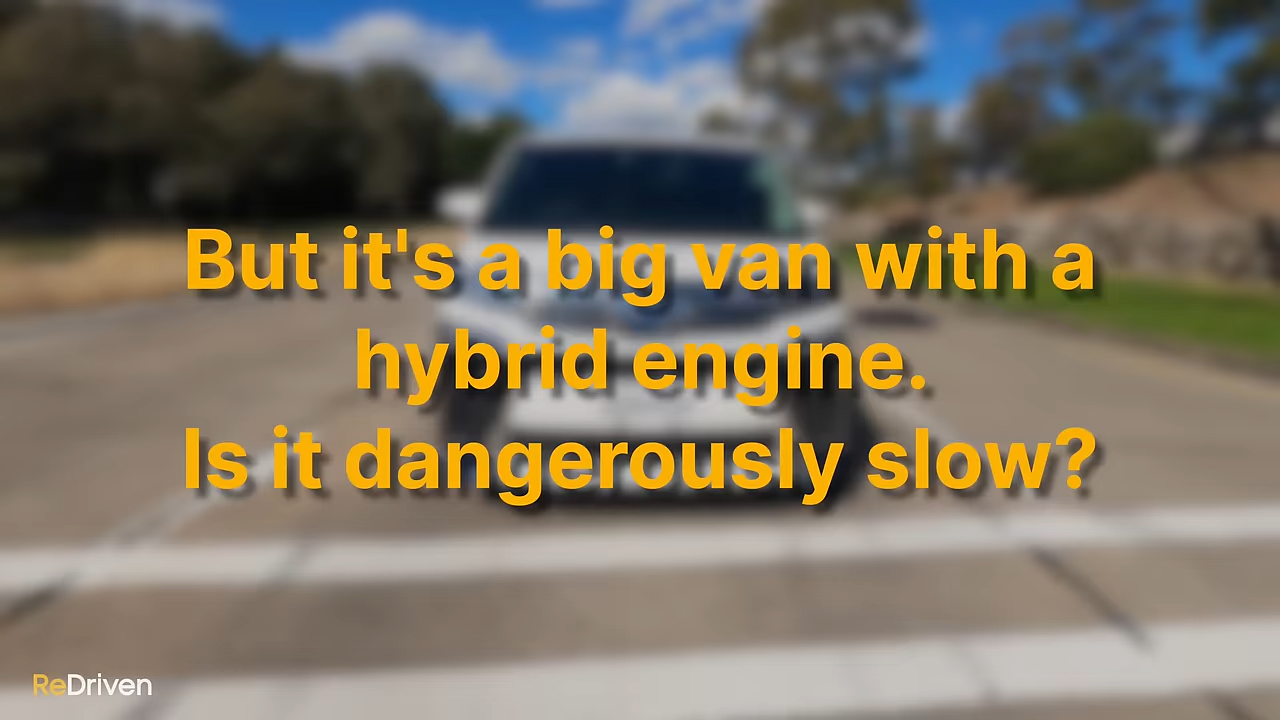 But it's a big van with a
hybrid engine.
Is it dangerously slow?
ReDriven